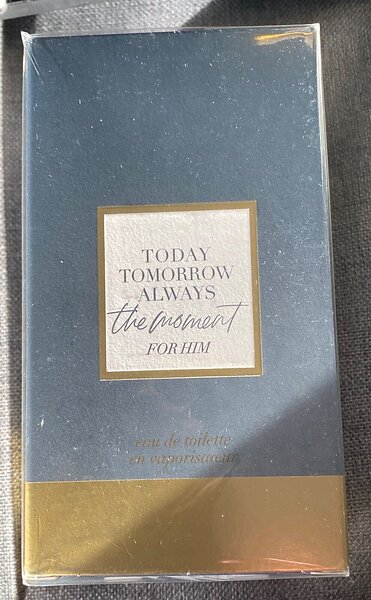 TODAY
TOMORROW
ALWAYS
the moment
FOR HIM
eau de toilette
en vaporisateur